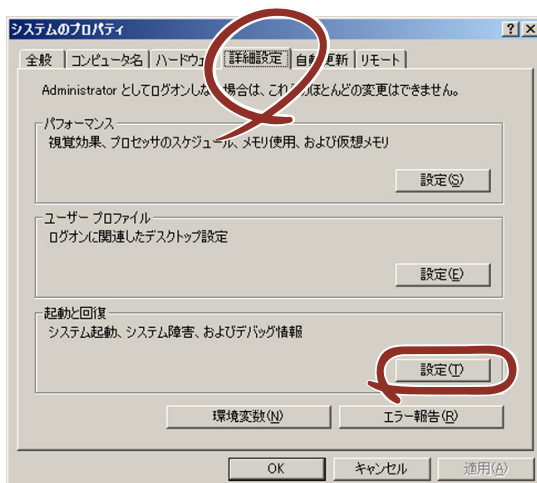 システムのプロパティ
全般 コンピュータ名 ハードウェ 詳細設定 自動更新 リモート
Administrator としてログオンしない場合は、これらのほとんどの変更はできません。
パフォーマンス
視覚効果、プロセッサのスケジュール、メモリ使用、および仮想メモリ
設定(S)
ユーザー プロファイル
ログオンに関連したデスクトップ設定
設定(E)
起動と回復
システム起動、システム障害、およびデバッグ情報
設定(T)
環境変数(N) エラー報告(R)
OK キャンセル 適用(A)